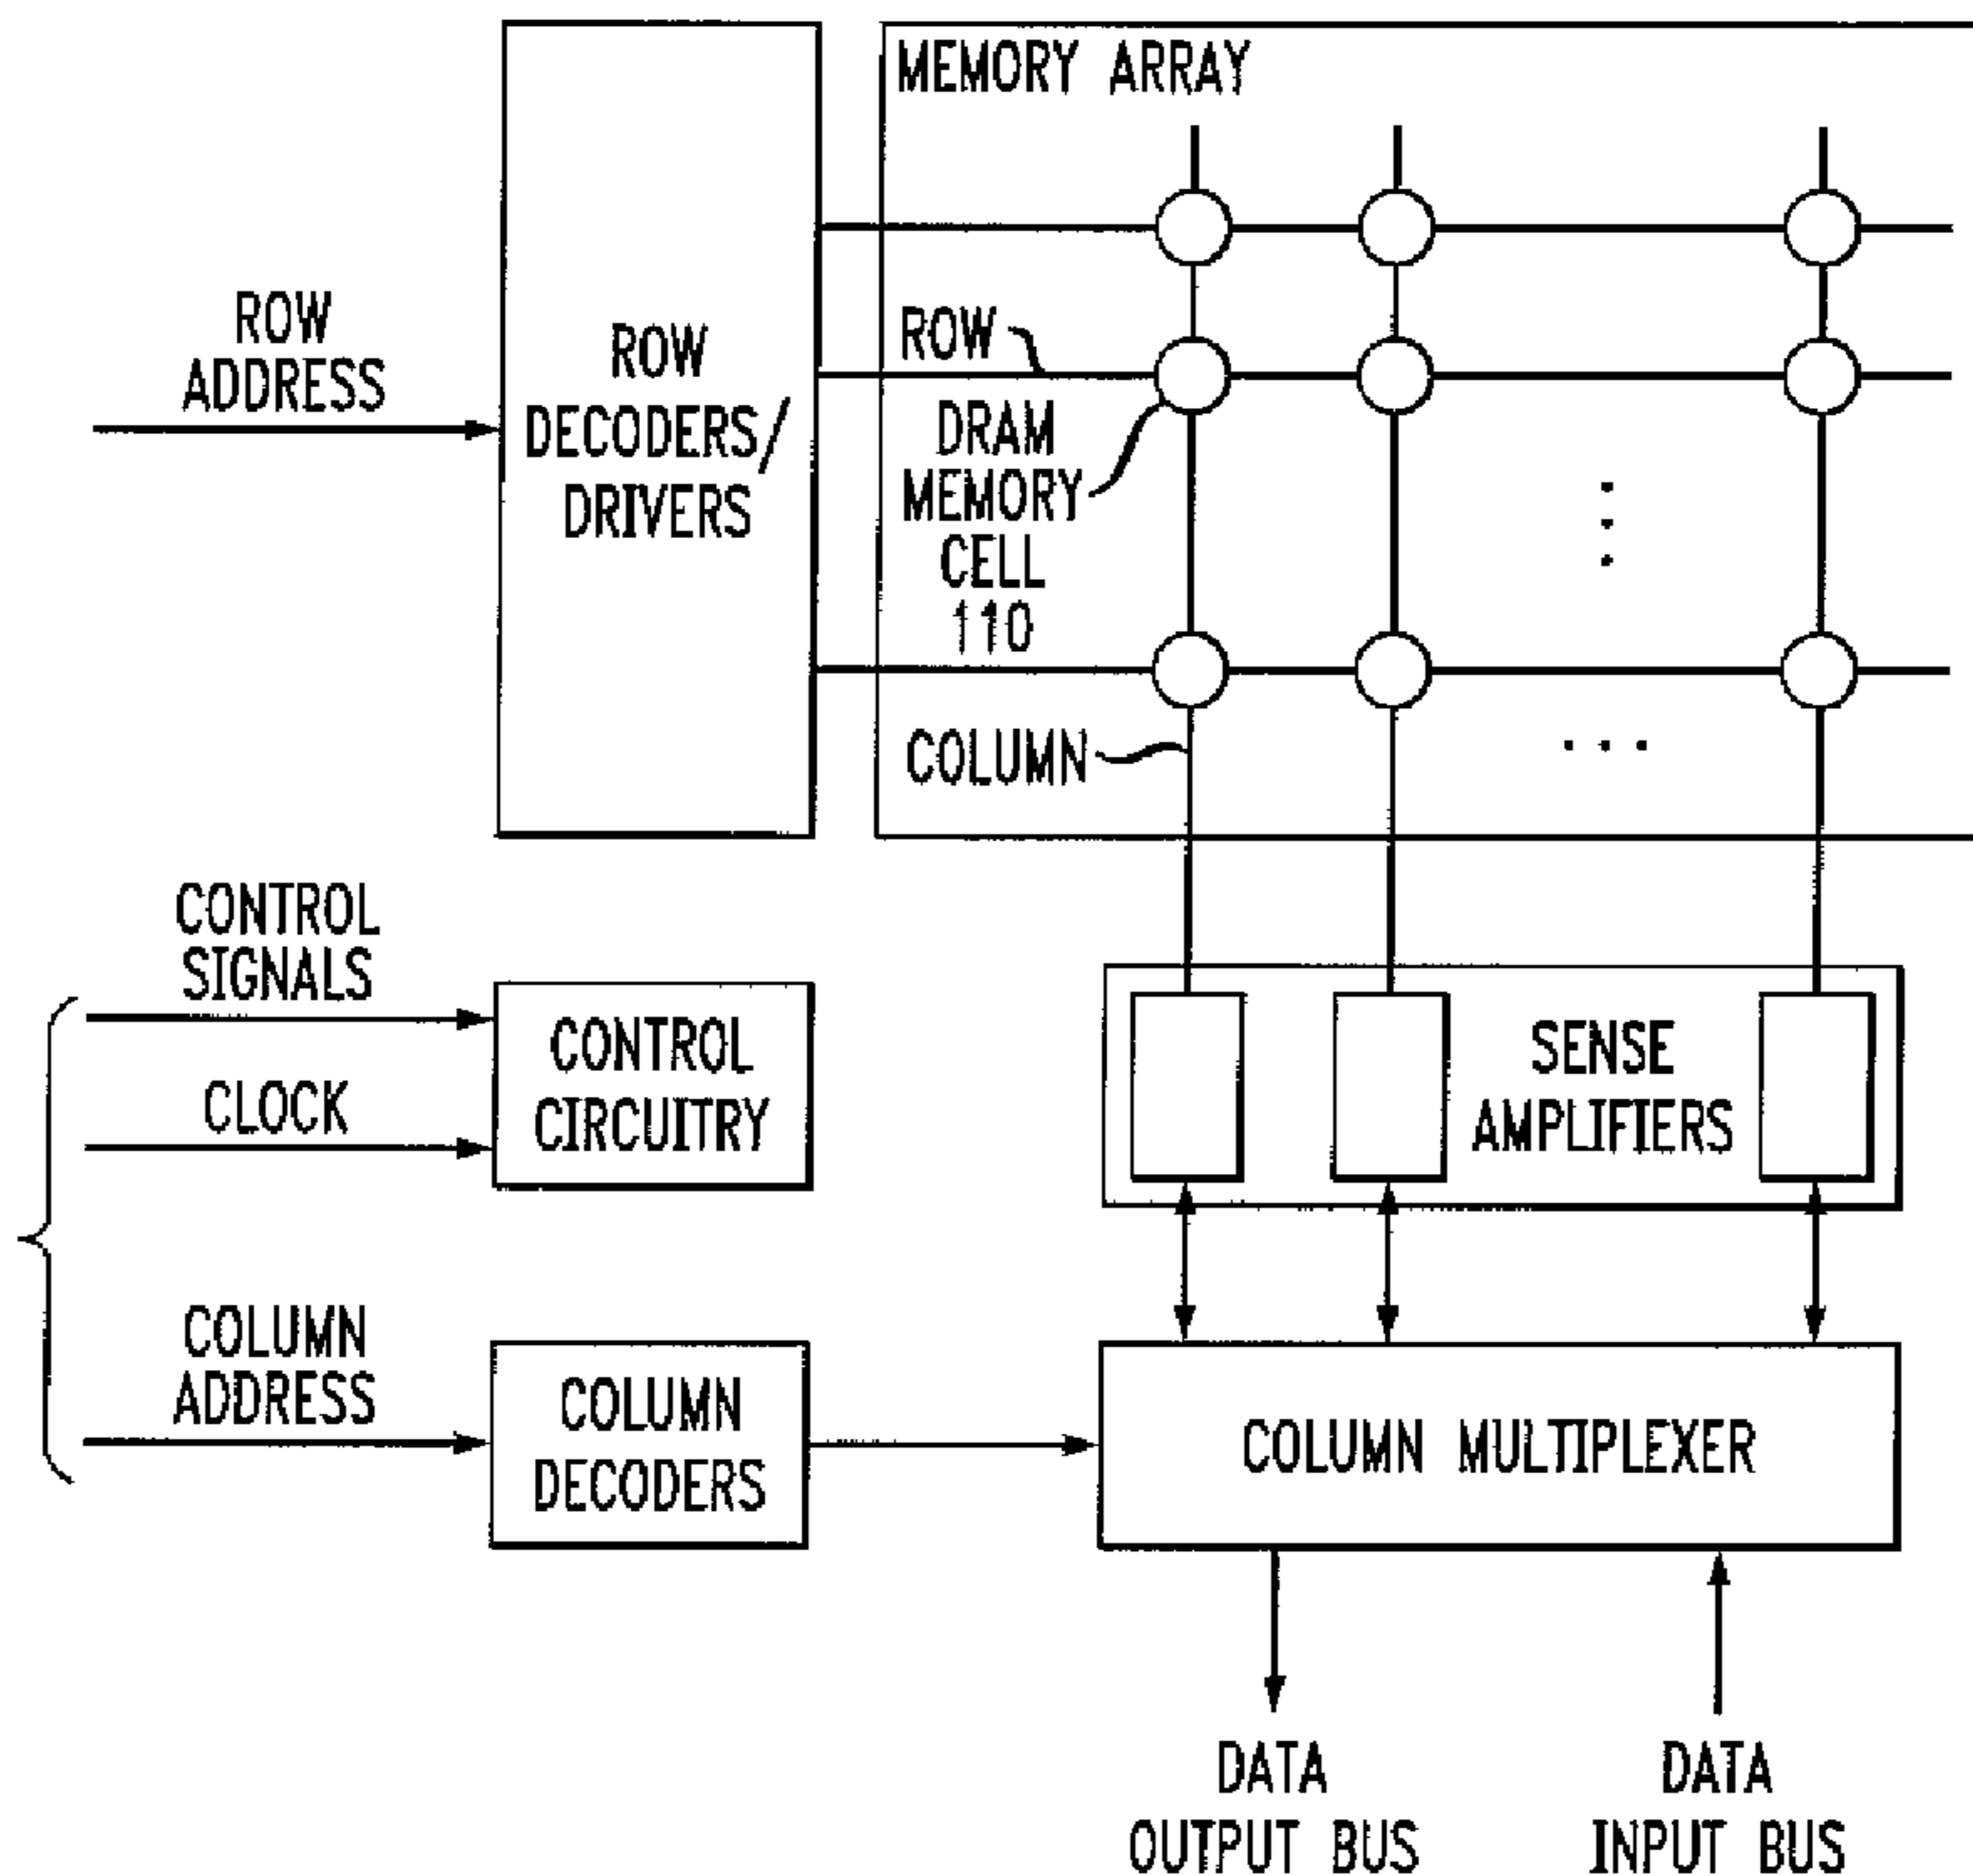 MEMORY ARRAY
ROW
ADDRESS
ROW
DECODERS/
DRIVERS
ROW
DRAM
MEMORY
CELL
110
COLUMN
CONTROL
SIGNALS
CLOCK
CONTROL
CIRCUITRY
SENSE
AMPLIFIERS
COLUMN
ADDRESS
COLUMN
DECODERS
COLUMN MULTIPLEXER
DATA
OUTPUT BUS
DATA
INPUT BUS